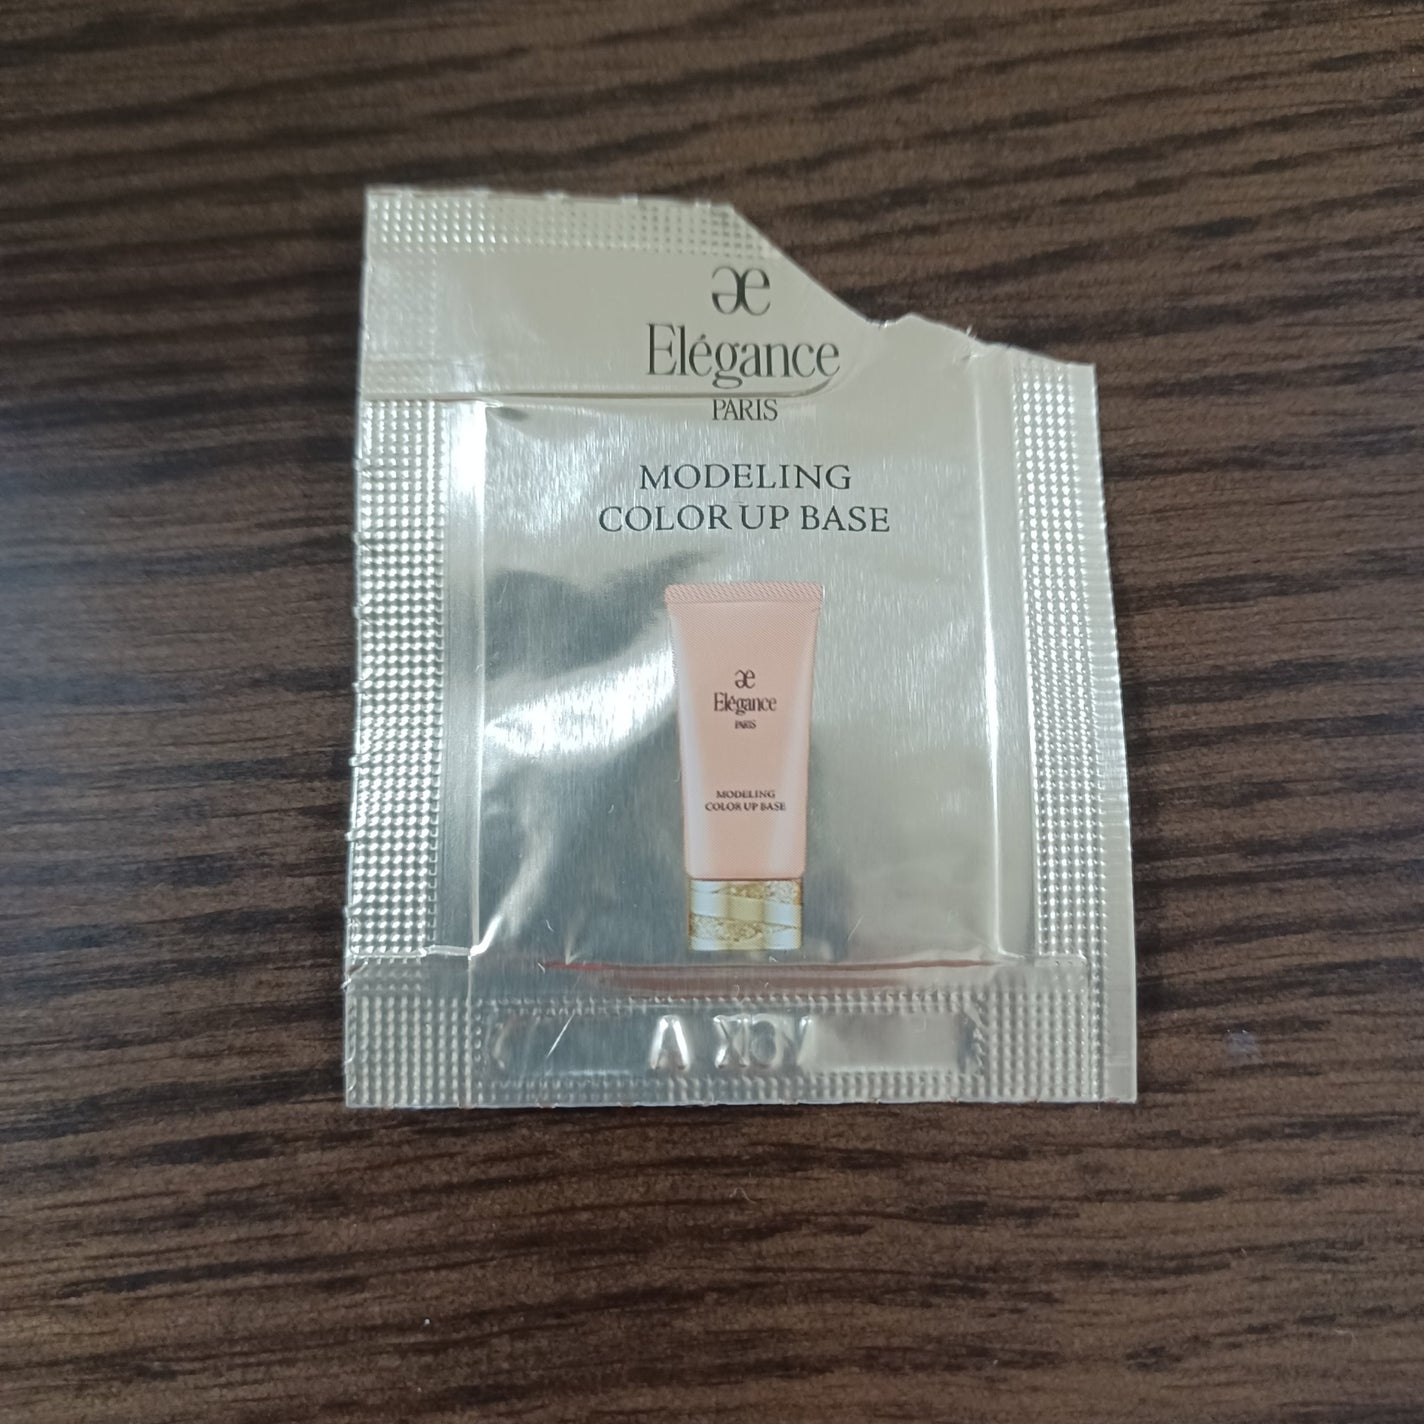 æ
Elégance
PARIS
MODELING
COLOR UP BASE
æ
Elégance
PARIS
MODELING
COLOR UP BASE